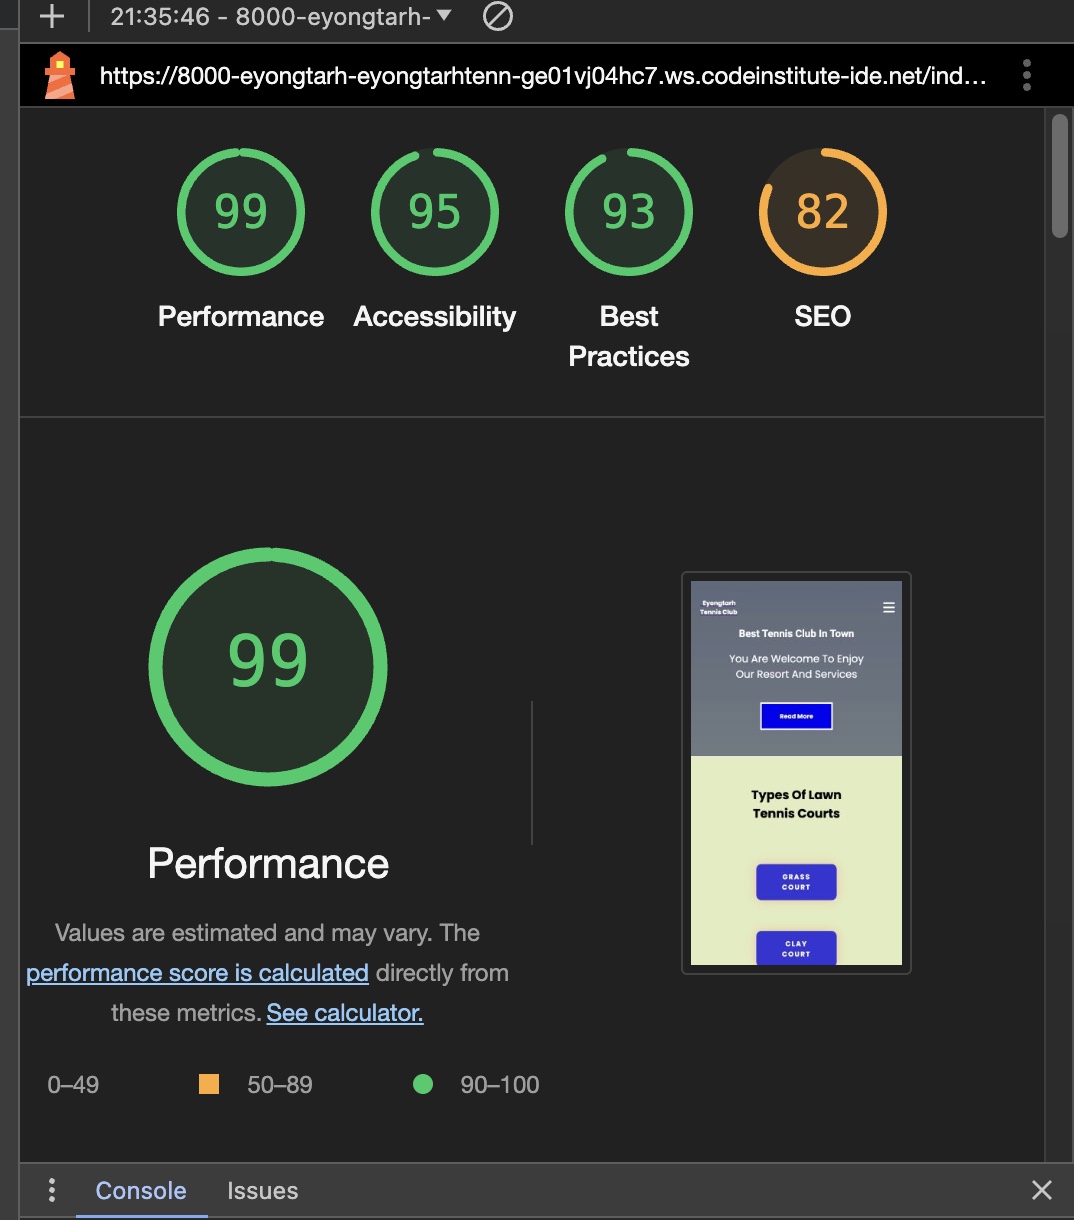 21:35:46 - 8000-eyongtarh-
https://8000-eyongtarh-eyongtarhtenn-ge01vj04hc7.ws.codeinstitute-ide.net/ind…
99
95
93
82
Performance
Accessibility
Best
Practices
SEO
99
Performance
Values are estimated and may vary. The
performance score is calculated directly from
these metrics. See calculator.
0–49
50–89
90–100
Eyongtarh
Tennis Club
Best Tennis Club In Town
You Are Welcome To Enjoy
Our Resort And Services
Read More
Types Of Lawn
Tennis Courts
GRASS
COURT
CLAY
COURT
Console
Issues